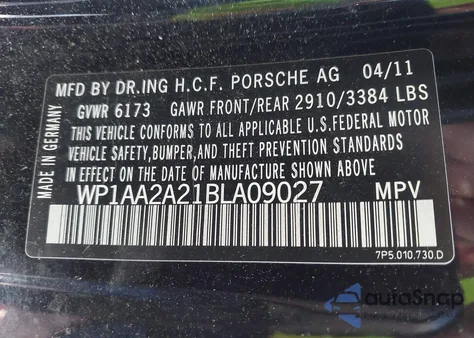 MFD BY DR.ING H.C.F. PORSCHE AG 04/11
GVWR 6173 GAWR FRONT/REAR 2910/3384 LBS
THIS VEHICLE CONFORMS TO ALL APPLICABLE U.S.FEDERAL MOTOR
VEHICLE SAFETY,BUMPER,AND THEFT PREVENTION STANDARDS
IN EFFECT ON THE DATE OF MANUFACTURE SHOWN ABOVE
WP1AA2A21BLA09027 MPV
7P5.010.730.D
MADE IN GERMANY
autoSnap